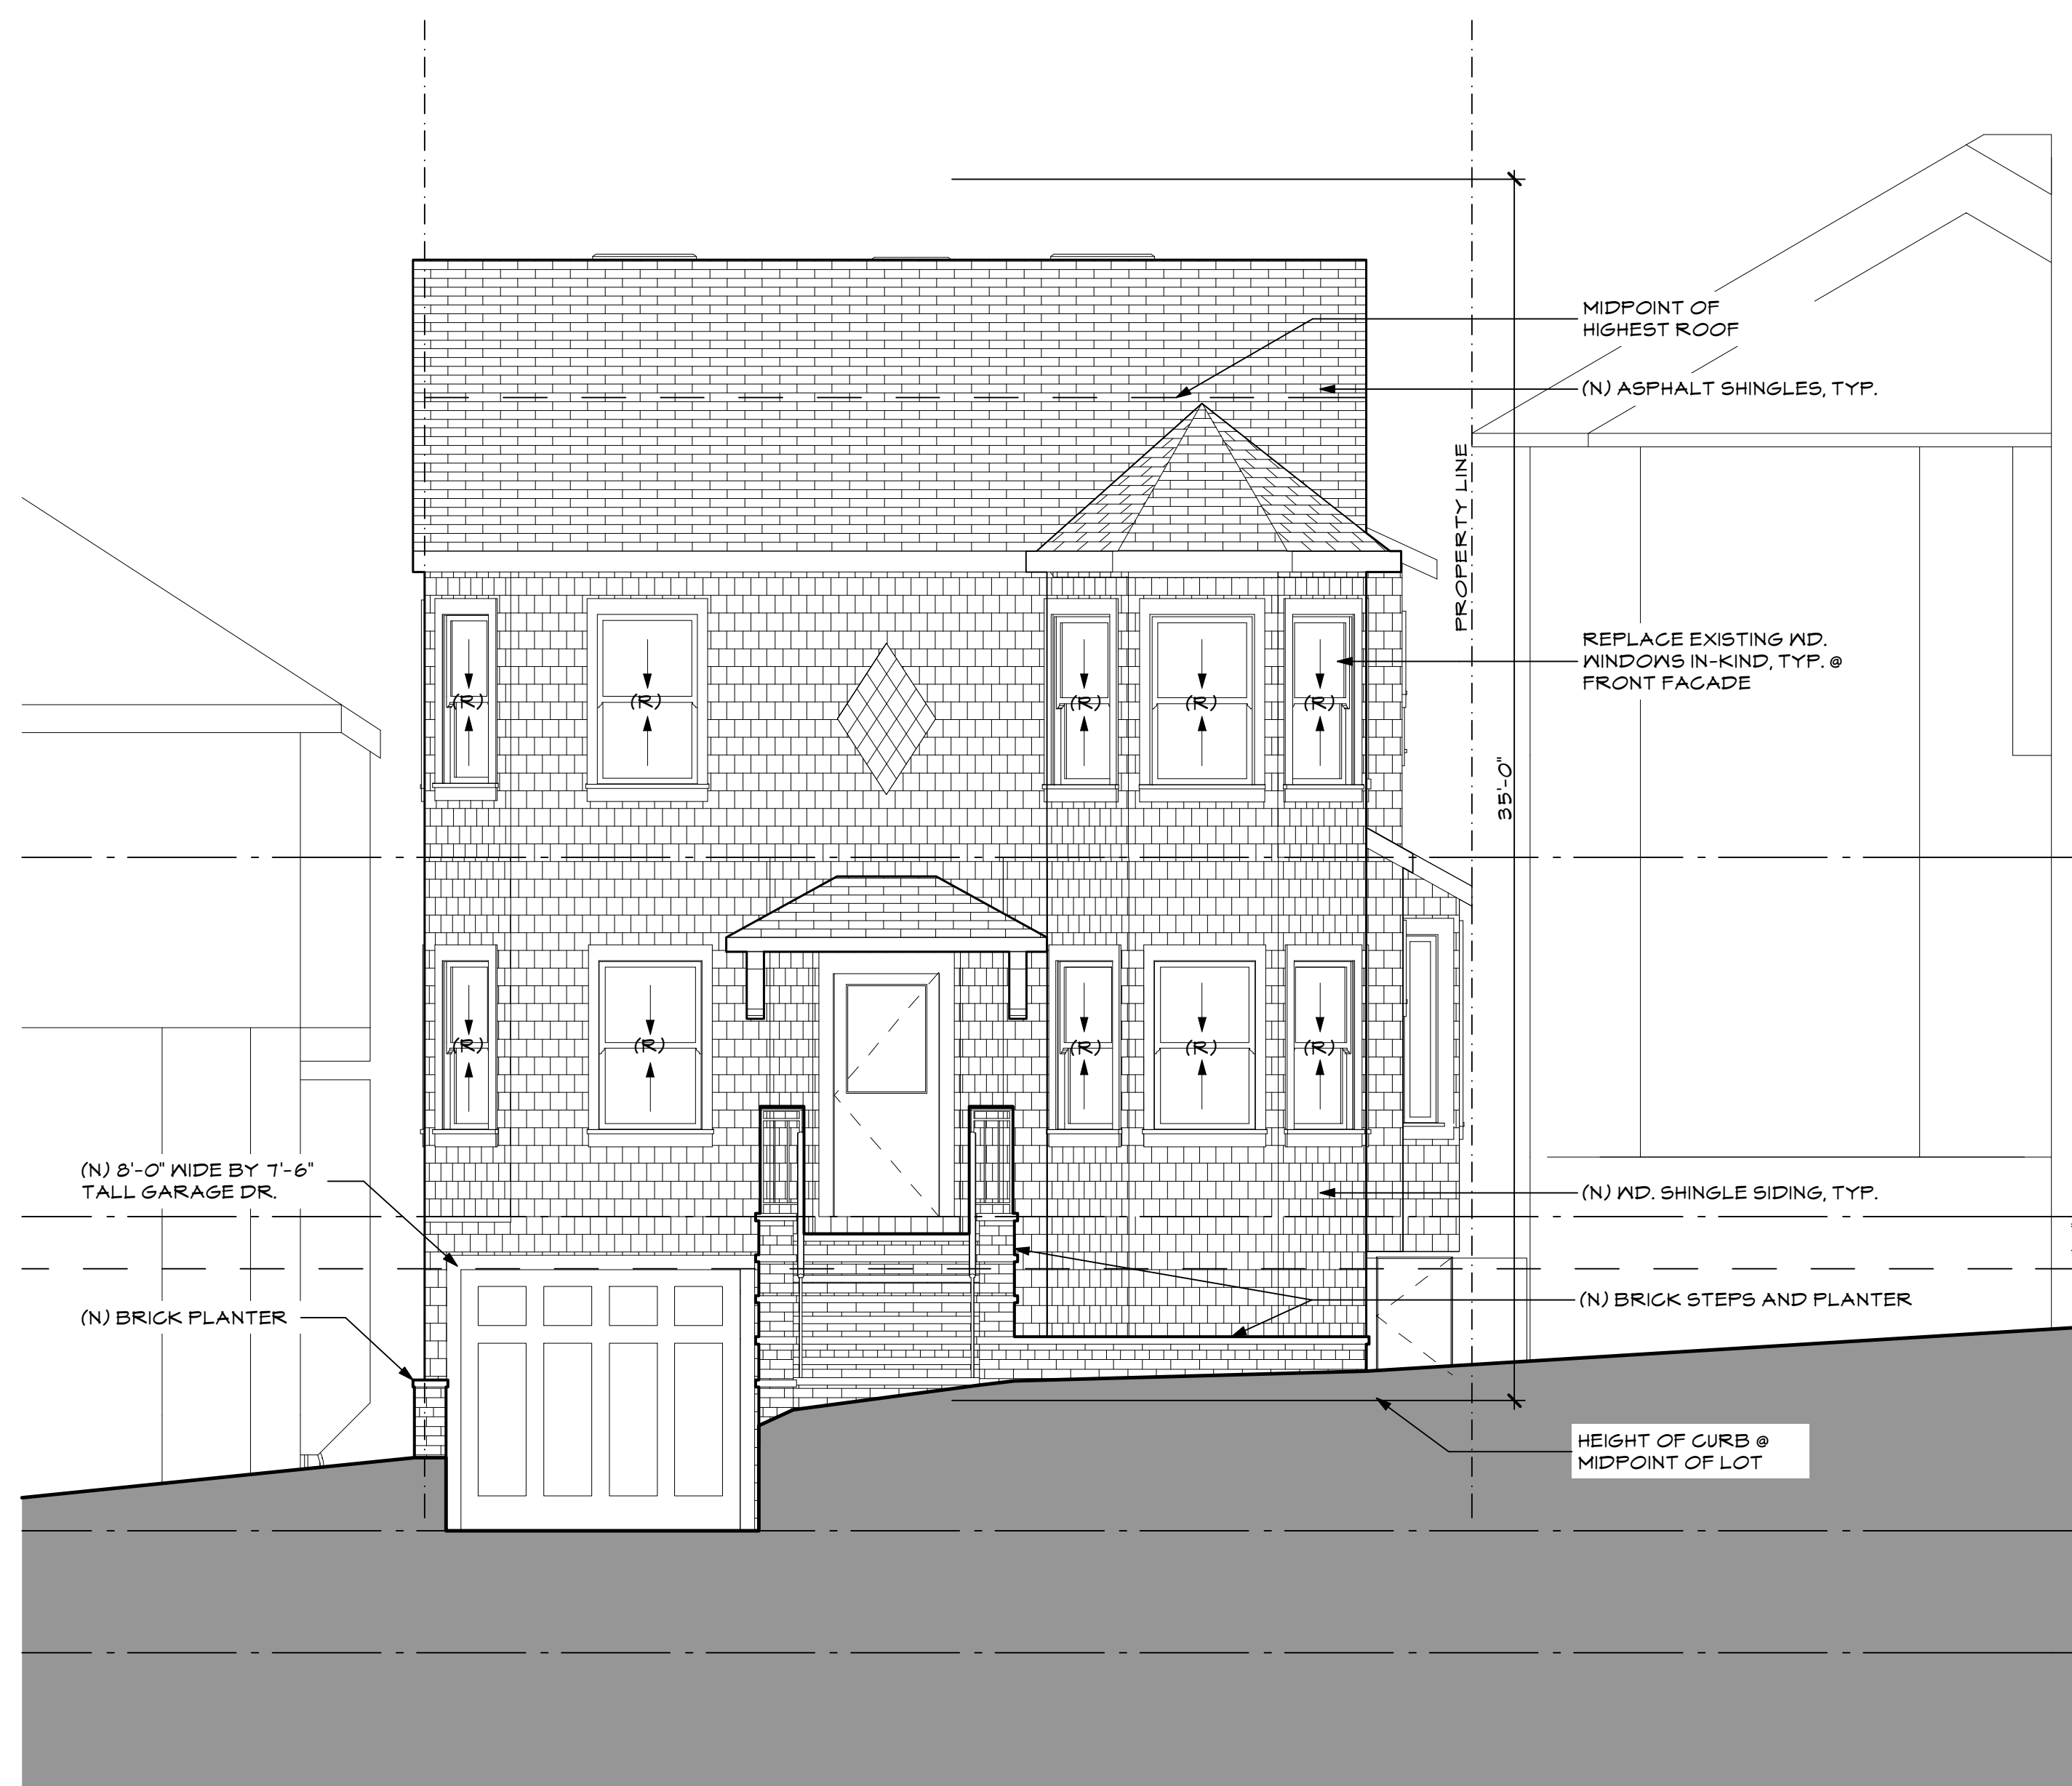 MIDPOINT OF
HIGHEST ROOF
(N) ASPHALT SHINGLES, TYP.
PROPERTY LINE
REPLACE EXISTING WD.
WINDOWS IN-KIND, TYP. @
FRONT FACADE
(R)
(R)
(R)
(R)
(R)
35'-0"
(R)
(R)
(R)
(R)
(R)
(N) 8'-0" WIDE BY 7'-6"
TALL GARAGE DR.
(N) WD. SHINGLE SIDING, TYP.
(N) BRICK STEPS AND PLANTER
(N) BRICK PLANTER
HEIGHT OF CURB @
MIDPOINT OF LOT